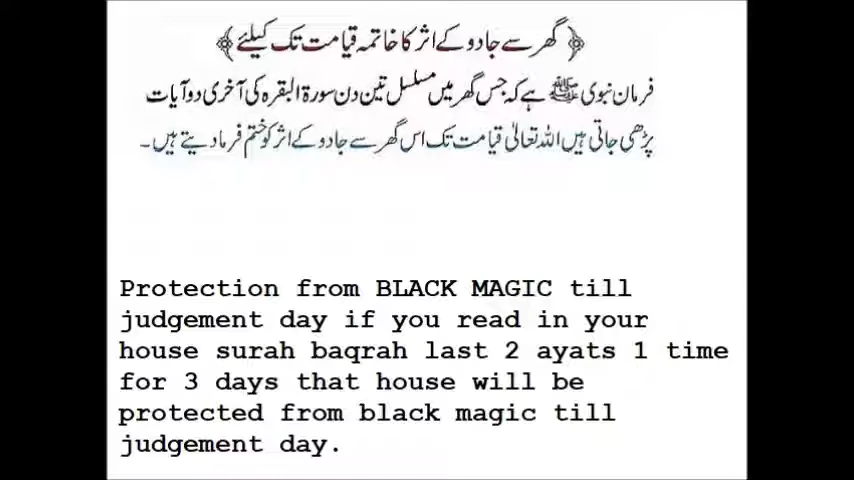 ﴿گھر سے جادو کے اثر کا خاتمہ قیامت تک کیلئے﴾
فرمان نبوی ﷺ ہے کہ جس گھر میں مسلسل تین دن سورۃ البقرہ کی آخری دو آیات
پڑھی جاتی ہیں اللہ تعالیٰ قیامت تک اس گھر سے جادو کے اثر کو ختم فرما دیتے ہیں۔
Protection from BLACK MAGIC till
judgement day if you read in your
house surah baqrah last 2 ayats 1 time
for 3 days that house will be
protected from black magic till
judgement day.